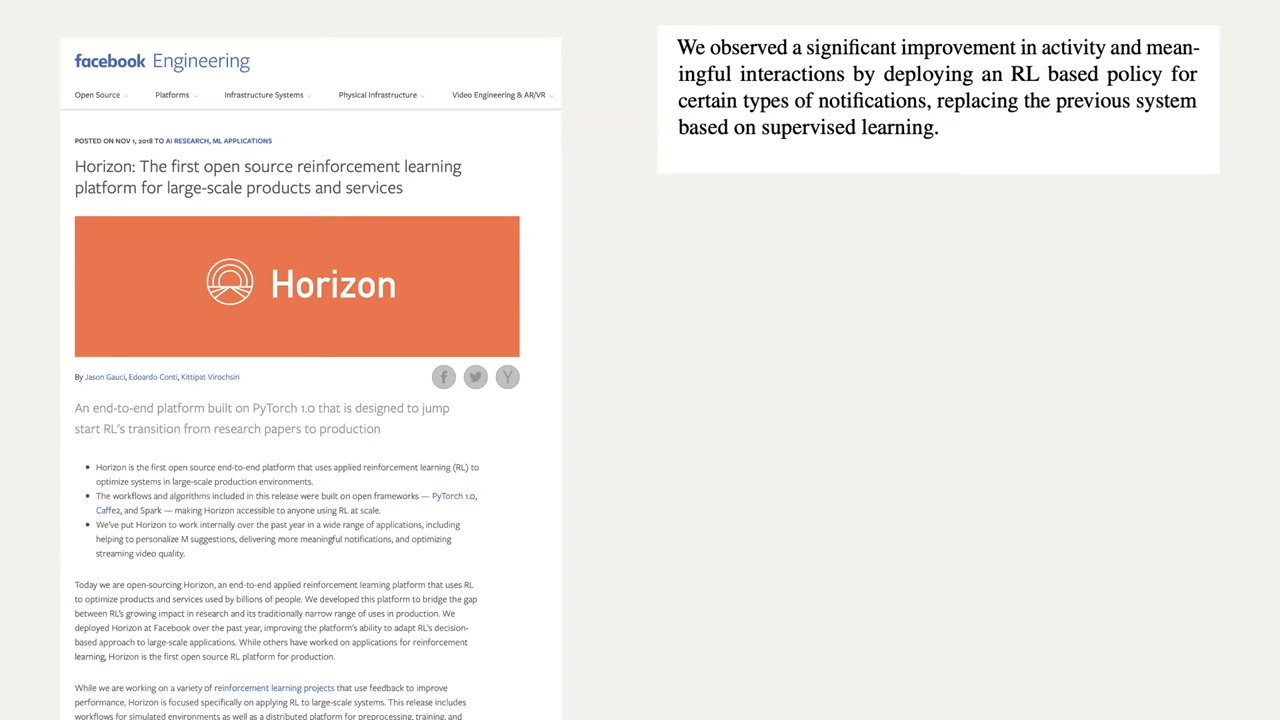 facebook Engineering
Open Source Platforms Infrastructure Systems Physical Infrastructure Video Engineering & AR/VR
POSTED ON NOV 1, 2018 TO AI RESEARCH, ML APPLICATIONS
Horizon: The first open source reinforcement learning
platform for large-scale products and services
Horizon
By Jason Gauci, Edoardo Conti, Kittipat Virochsiri
An end-to-end platform built on PyTorch 1.0 that is designed to jump
start RL's transition from research papers to production
• Horizon is the first open source end-to-end platform that uses applied reinforcement learning (RL) to
optimize systems in large-scale production environments.
• The workflows and algorithms included in this release were built on open frameworks — PyTorch 1.0,
Caffe2, and Spark — making Horizon accessible to anyone using RL at scale.
• We've put Horizon to work internally over the past year in a wide range of applications, including
helping to personalize M suggestions, delivering more meaningful notifications, and optimizing
streaming video quality.
Today we are open-sourcing Horizon, an end-to-end applied reinforcement learning platform that uses RL
to optimize products and services used by billions of people. We developed this platform to bridge the gap
between RL's growing impact in research and its traditionally narrow range of uses in production. We
deployed Horizon at Facebook over the past year, improving the platform's ability to adapt RL's decision-
based approach to large-scale applications. While others have worked on applications for reinforcement
learning, Horizon is the first open source RL platform for production.
While we are working on a variety of reinforcement learning projects that use feedback to improve
performance, Horizon is focused specifically on applying RL to large-scale systems. This release includes
workflows for simulated environments as well as a distributed platform for preprocessing, training, and
We observed a significant improvement in activity and mean-
ingful interactions by deploying an RL based policy for
certain types of notifications, replacing the previous system
based on supervised learning.